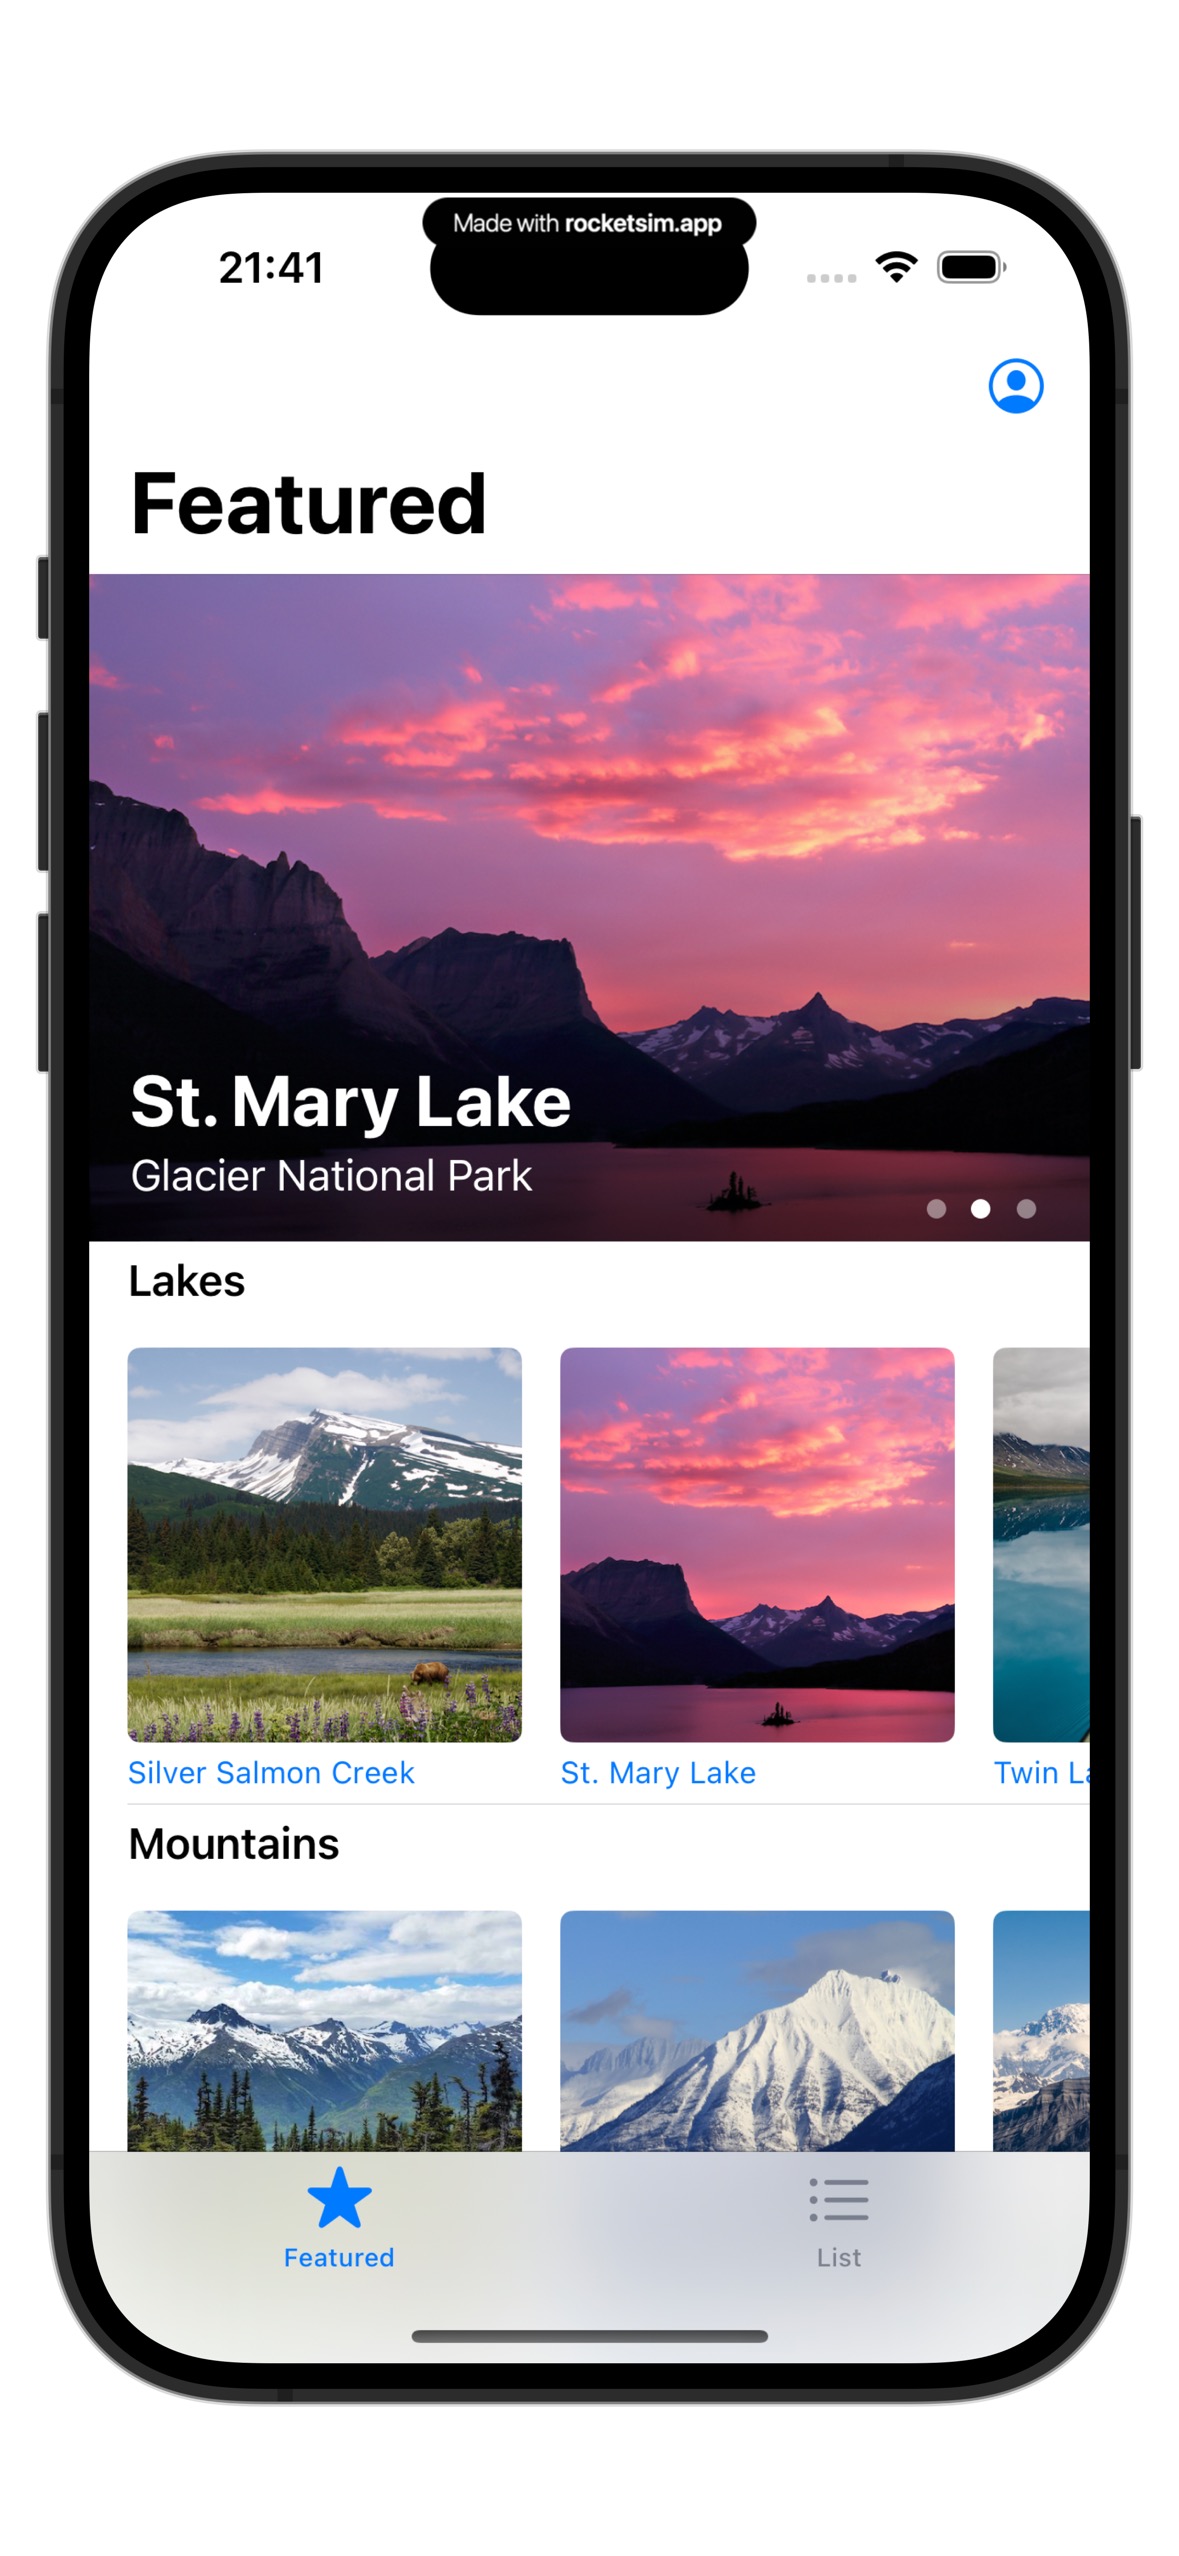 Made with rocketsim.app
21:41
Featured
St. Mary Lake
Glacier National Park
Lakes
Silver Salmon Creek
St. Mary Lake
Twin
Mountains
Featured
List